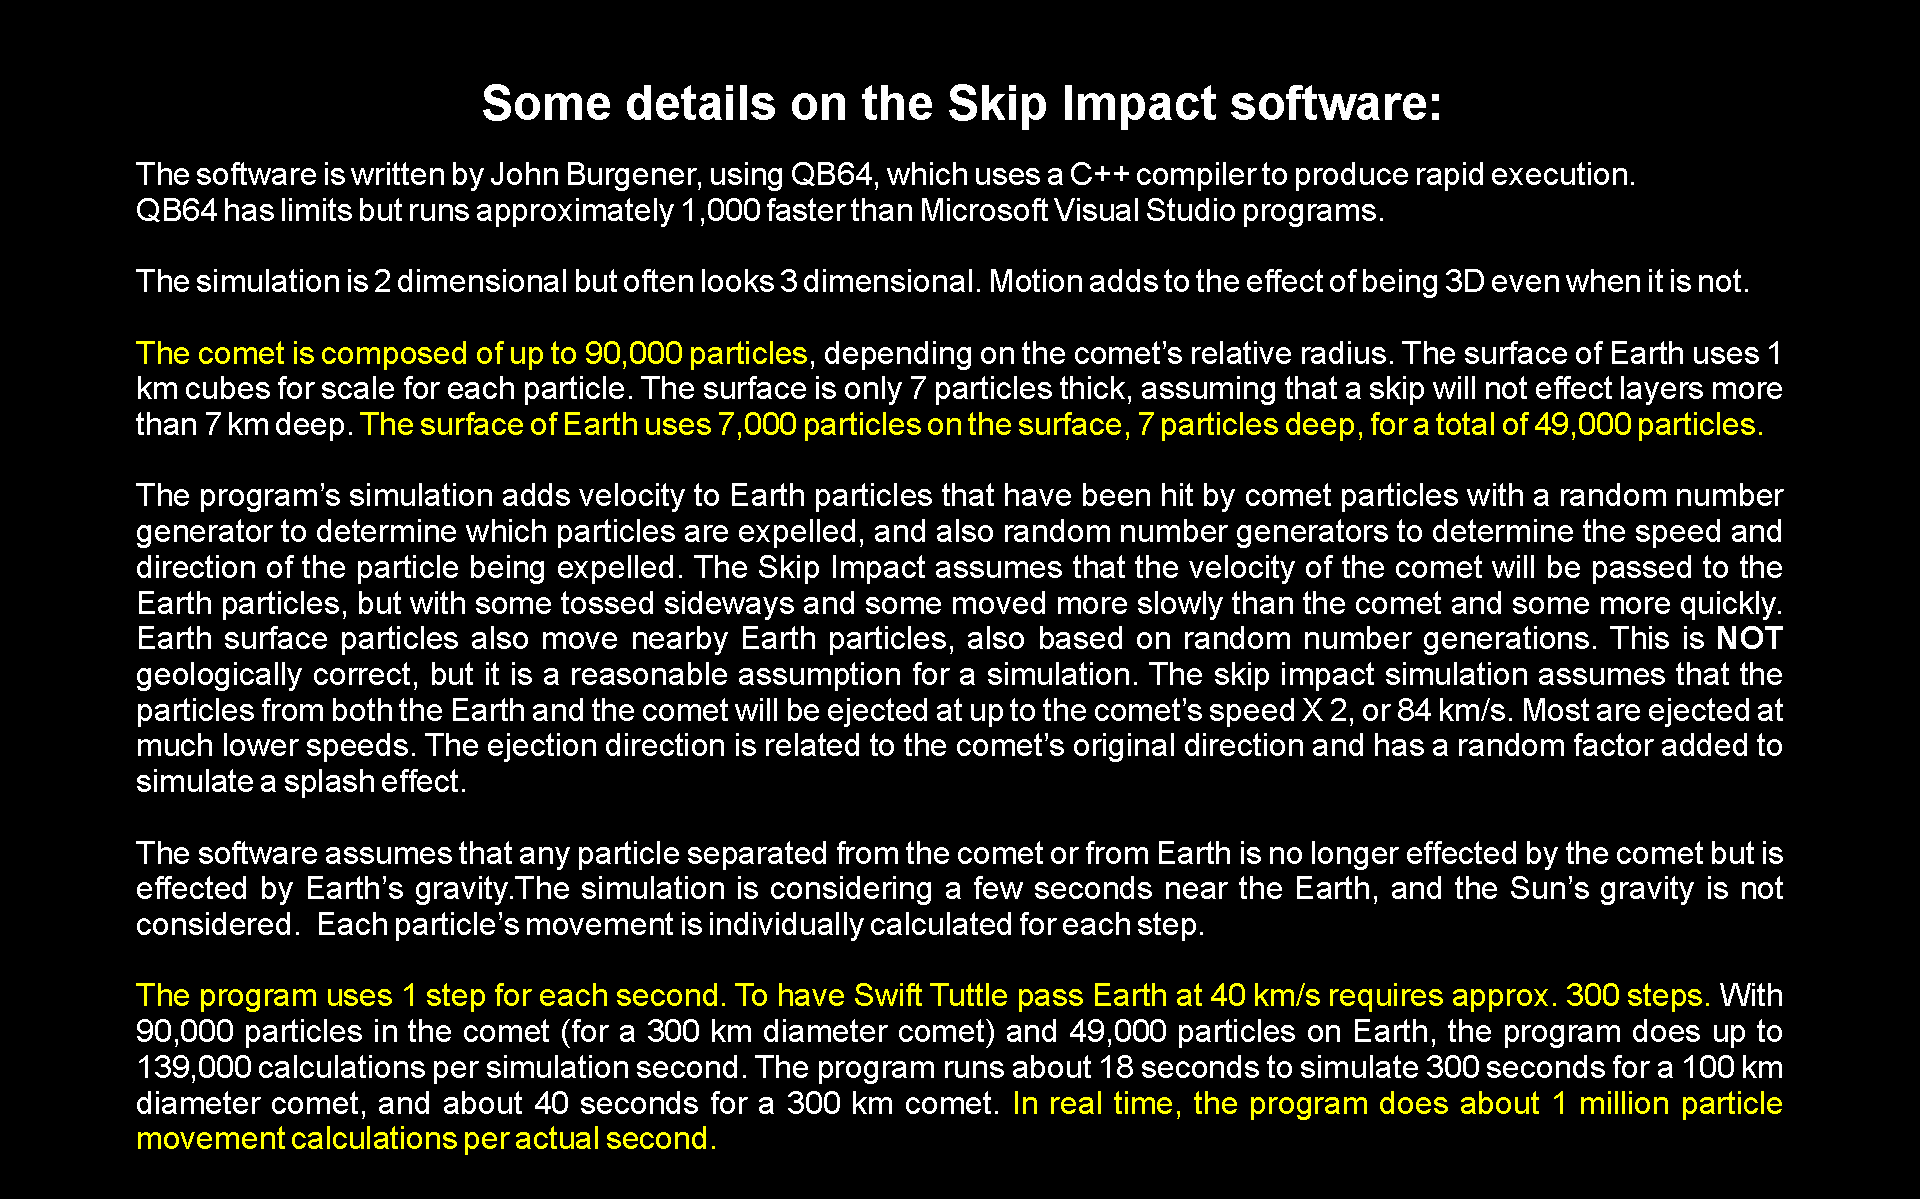 Some details on the Skip Impact software:
The software is written by John Burgener, using QB64, which uses a C++ compiler to produce rapid execution.
QB64 has limits but runs approximately 1,000 faster than Microsoft Visual Studio programs.
The simulation is 2 dimensional but often looks 3 dimensional. Motion adds to the effect of being 3D even when it is not.
The comet is composed of up to 90,000 particles, depending on the comet’s relative radius. The surface of Earth uses 1
km cubes for scale for each particle. The surface is only 7 particles thick, assuming that a skip will not effect layers more
than 7 km deep. The surface of Earth uses 7,000 particles on the surface, 7 particles deep, for a total of 49,000 particles.
The program’s simulation adds velocity to Earth particles that have been hit by comet particles with a random number
generator to determine which particles are expelled, and also random number generators to determine the speed and
direction of the particle being expelled. The Skip Impact assumes that the velocity of the comet will be passed to the
Earth particles, but with some tossed sideways and some moved more slowly than the comet and some more quickly.
Earth surface particles also move nearby Earth particles, also based on random number generations. This is NOT
geologically correct, but it is a reasonable assumption for a simulation. The skip impact simulation assumes that the
particles from both the Earth and the comet will be ejected at up to the comet’s speed X 2, or 84 km/s. Most are ejected at
much lower speeds. The ejection direction is related to the comet’s original direction and has a random factor added to
simulate a splash effect.
The software assumes that any particle separated from the comet or from Earth is no longer effected by the comet but is
effected by Earth’s gravity.The simulation is considering a few seconds near the Earth, and the Sun’s gravity is not
considered.  Each particle’s movement is individually calculated for each step.
The program uses 1 step for each second. To have Swift Tuttle pass Earth at 40 km/s requires approx. 300 steps. With
90,000 particles in the comet (for a 300 km diameter comet) and 49,000 particles on Earth, the program does up to
139,000 calculations per simulation second. The program runs about 18 seconds to simulate 300 seconds for a 100 km
diameter comet, and about 40 seconds for a 300 km comet. In real time, the program does about 1 million particle
movement calculations per actual second.